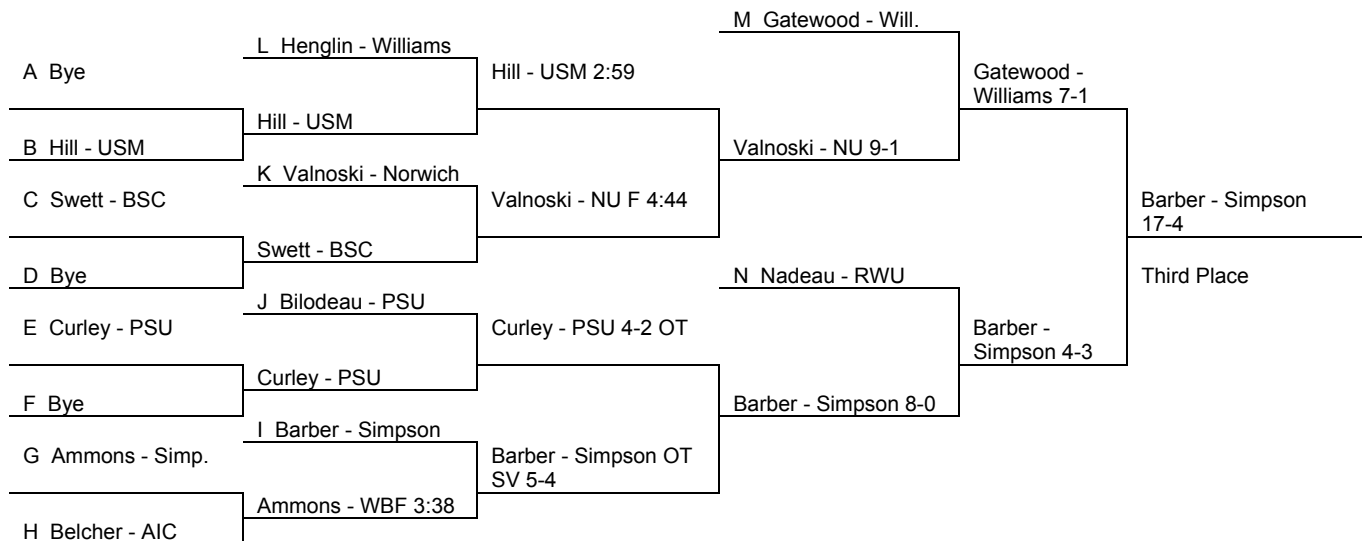 M Gatewood - Will.
L Henglin - Williams
A Bye
Hill - USM 2:59
Gatewood -
Williams 7-1
Hill - USM
B Hill - USM
Valnoski - NU 9-1
K Valnoski - Norwich
C Swett - BSC
Valnoski - NU F 4:44
Barber - Simpson
17-4
Swett - BSC
D Bye
N Nadeau - RWU
Third Place
J Bilodeau - PSU
E Curley - PSU
Curley - PSU 4-2 OT
Barber -
Simpson 4-3
Curley - PSU
F Bye
Barber - Simpson 8-0
I Barber - Simpson
G Ammons - Simp.
Barber - Simpson OT
SV 5-4
Ammons - WBF 3:38
H Belcher - AIC